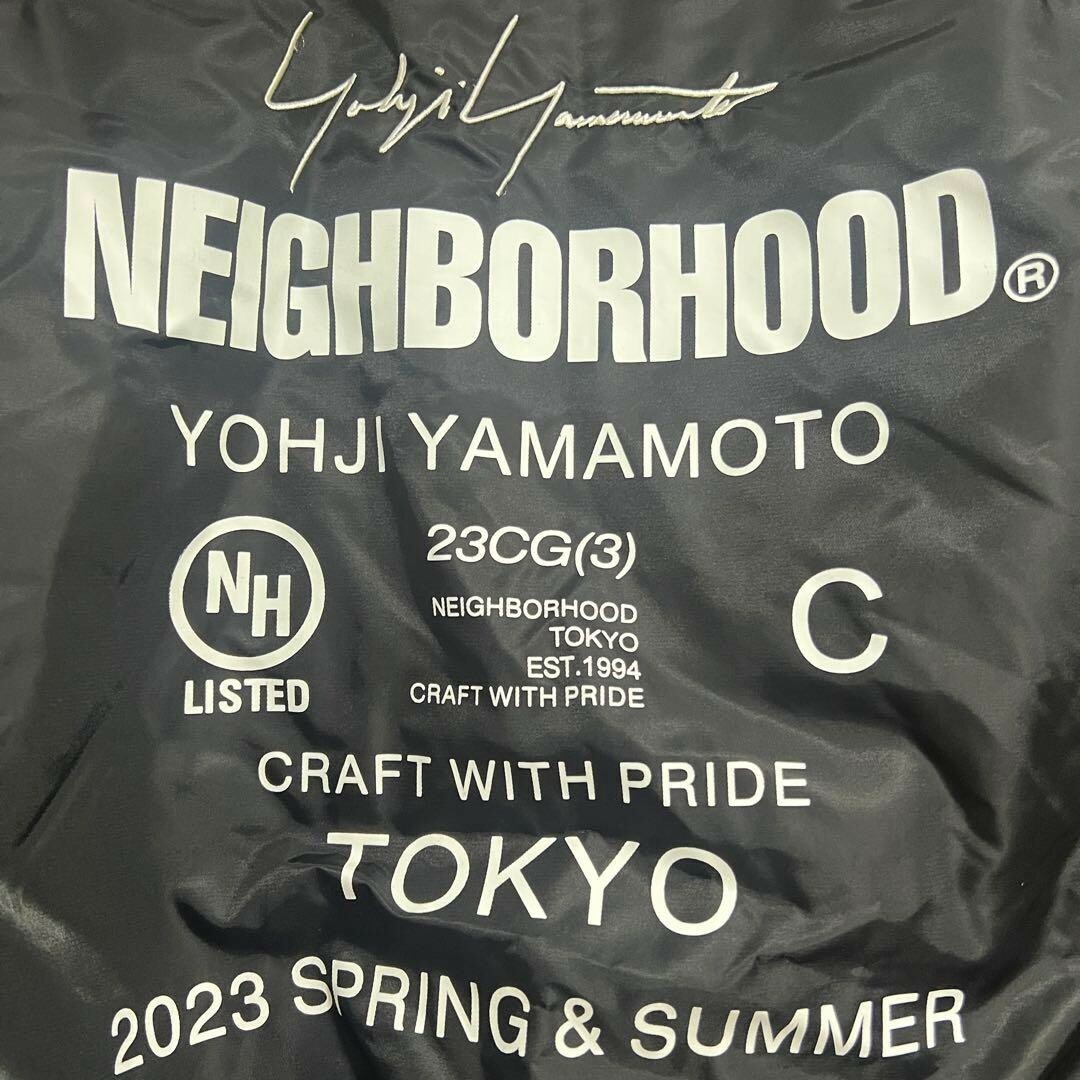 Yohji Yamamoto
NEIGHBORHOOD®
YOHJI YAMAMOTO
NH
LISTED
23CG(3)
NEIGHBORHOOD
TOKYO
EST.1994
CRAFT WITH PRIDE
C
CRAFT WITH PRIDE
TOKYO
2023 SPRING & SUMMER